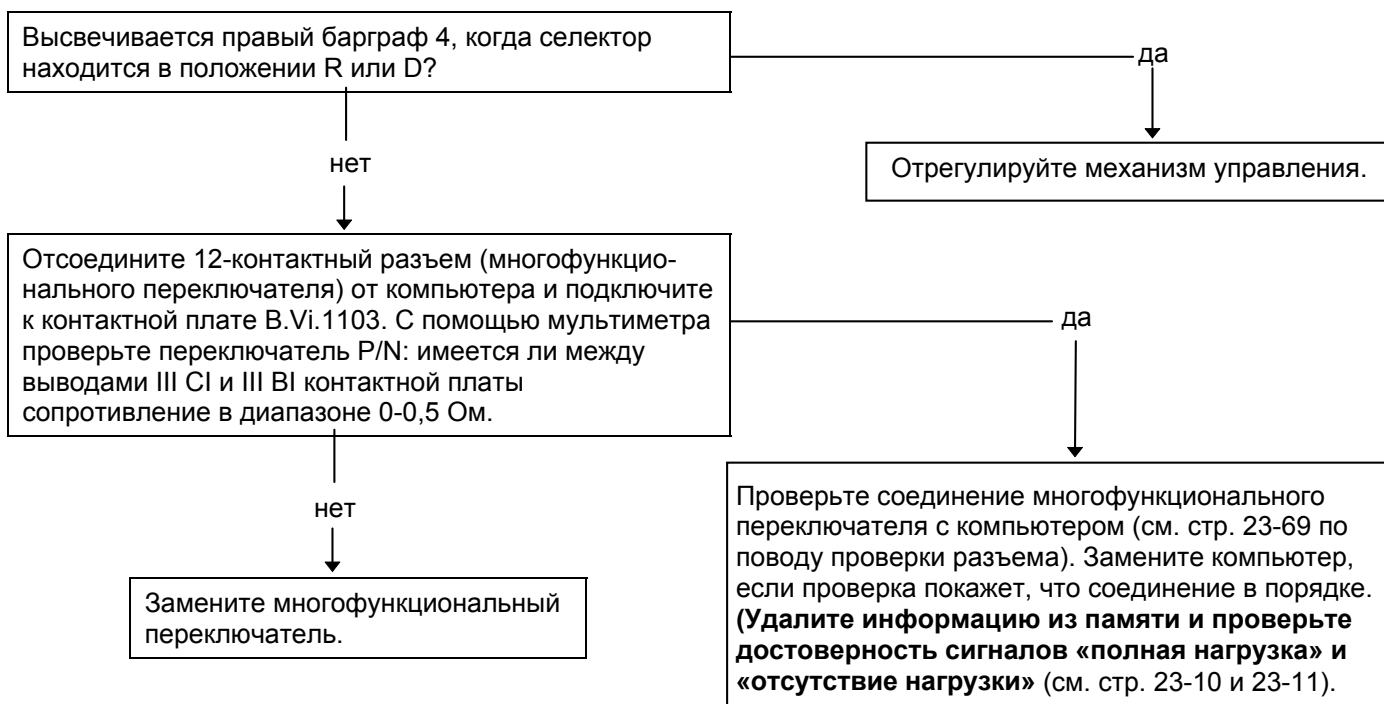 Высвечивается правый барграф 4, когда селектор
находится в положении R или D?
да
нет
Отрегулируйте механизм управления.
Отсоедините 12-контактный разъем (многофункцио-
нального переключателя) от компьютера и подключите
к контактной плате B.Vi.1103. С помощью мультиметра
проверьте переключатель P/N: имеется ли между
выводами III CI и III BI контактной платы
сопротивление в диапазоне 0-0,5 Ом.
да
нет
Проверьте соединение многофункционального
переключателя с компьютером (см. стр. 23-69 по
поводу проверки разъема). Замените компьютер,
если проверка покажет, что соединение в порядке.
(Удалите информацию из памяти и проверьте
достоверность сигналов «полная нагрузка» и
«отсутствие нагрузки» (см. стр. 23-10 и 23-11).
Замените многофункциональный
переключатель.